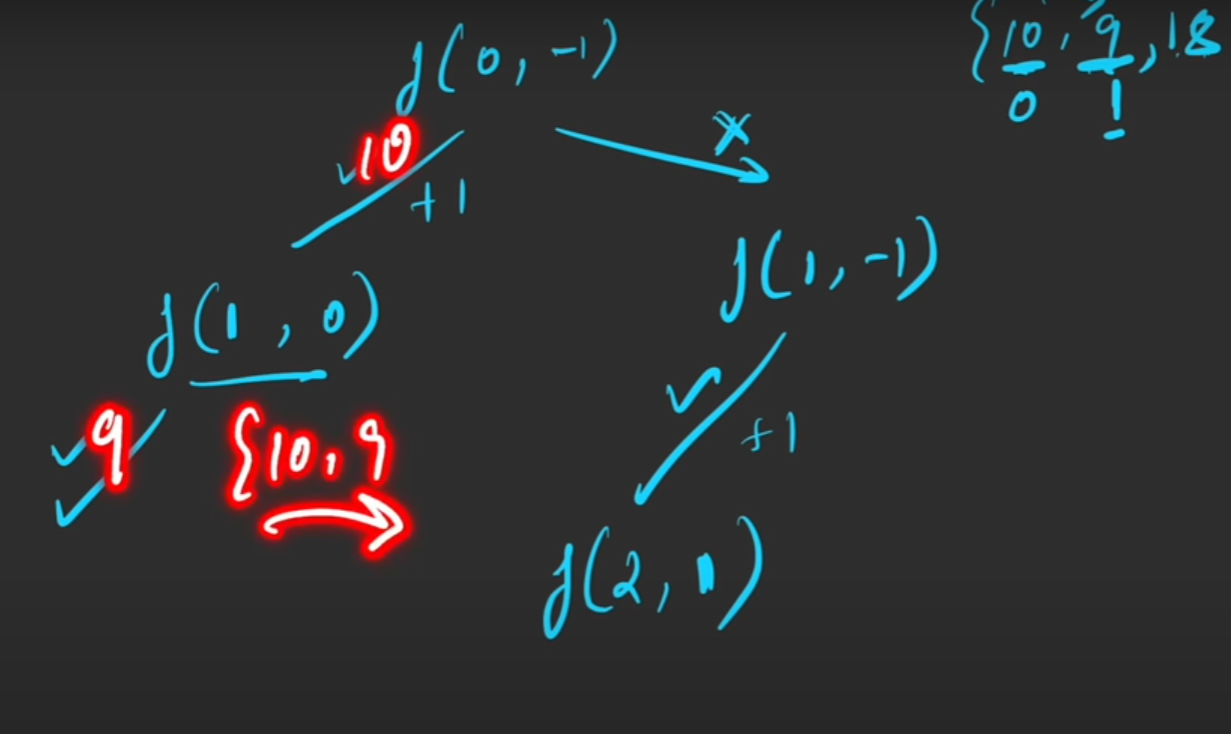 f(0, -1)
{10, 9, 18
0 1
10
+1
x
f(1, 0)
f(1, -1)
9
{10, 9
+1
f(2, 1)